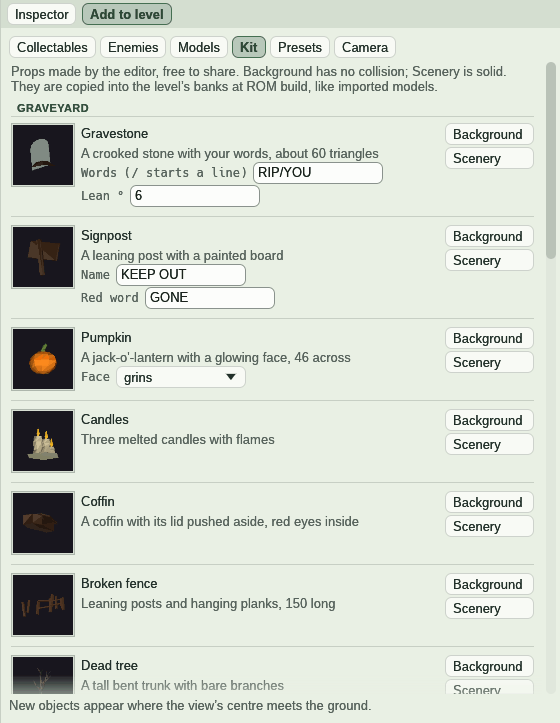 Inspector Add to level
Collectables Enemies Models Kit Presets Camera
Props made by the editor, free to share. Background has no collision; Scenery is solid.
They are copied into the level's banks at ROM build, like imported models.
GRAVEYARD
Gravestone
A crooked stone with your words, about 60 triangles
Words (/ starts a line) RIP/YOU
Lean ° 6
Background
Scenery
Signpost
A leaning post with a painted board
Name KEEP OUT
Red word GONE
Background
Scenery
Pumpkin
A jack-o'-lantern with a glowing face, 46 across
Face grins
Background
Scenery
Candles
Three melted candles with flames
Background
Scenery
Coffin
A coffin with its lid pushed aside, red eyes inside
Background
Scenery
Broken fence
Leaning posts and hanging planks, 150 long
Background
Scenery
Dead tree
A tall bent trunk with bare branches
Background
Scenery
New objects appear where the view's centre meets the ground.